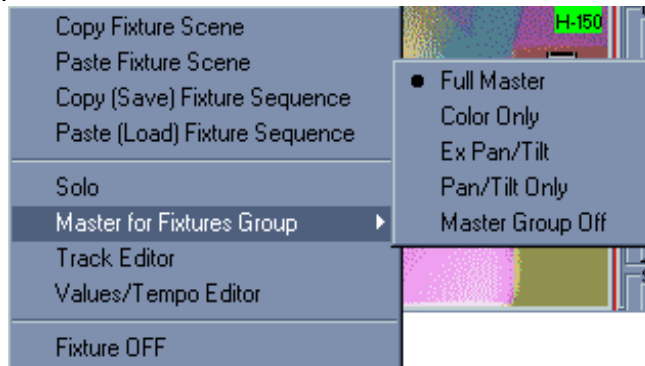 Copy Fixture Scene
Paste Fixture Scene
Copy (Save) Fixture Sequence
Paste (Load) Fixture Sequence
Solo
Master for Fixtures Group
Track Editor
Values/Tempo Editor
Fixture OFF
H-150
Full Master
Color Only
Ex Pan/Tilt
Pan/Tilt Only
Master Group Off